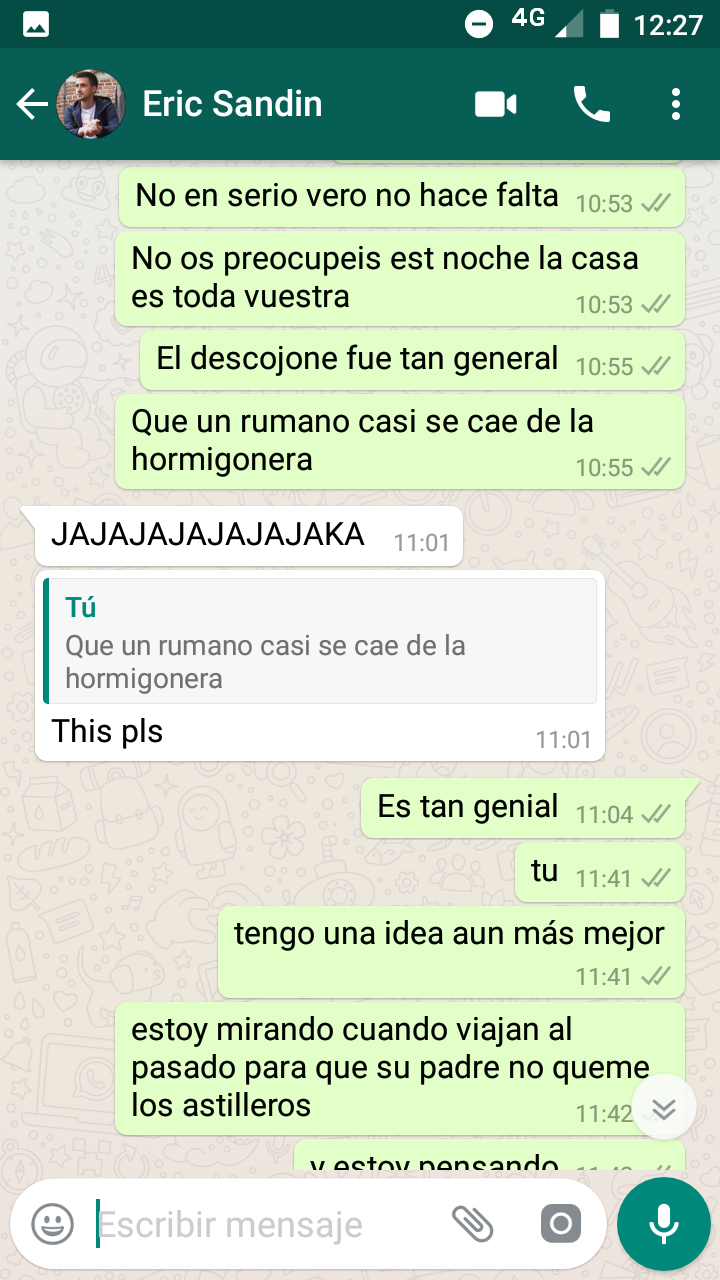 4G 12:27
Eric Sandin
No en serio vero no hace falta 10:53
No os preocupeis est noche la casa
es toda vuestra 10:53
El descojone fue tan general 10:55
Que un rumano casi se cae de la
hormigonera 10:55
JAJAJAJAJAJAJAKA 11:01
Tú
Que un rumano casi se cae de la
hormigonera
This pls 11:01
Es tan genial 11:04
tu 11:41
tengo una idea aun más mejor
11:41
estoy mirando cuando viajan al
pasado para que su padre no queme
los astilleros 11:42
y estoy pensando
Escribir mensaje